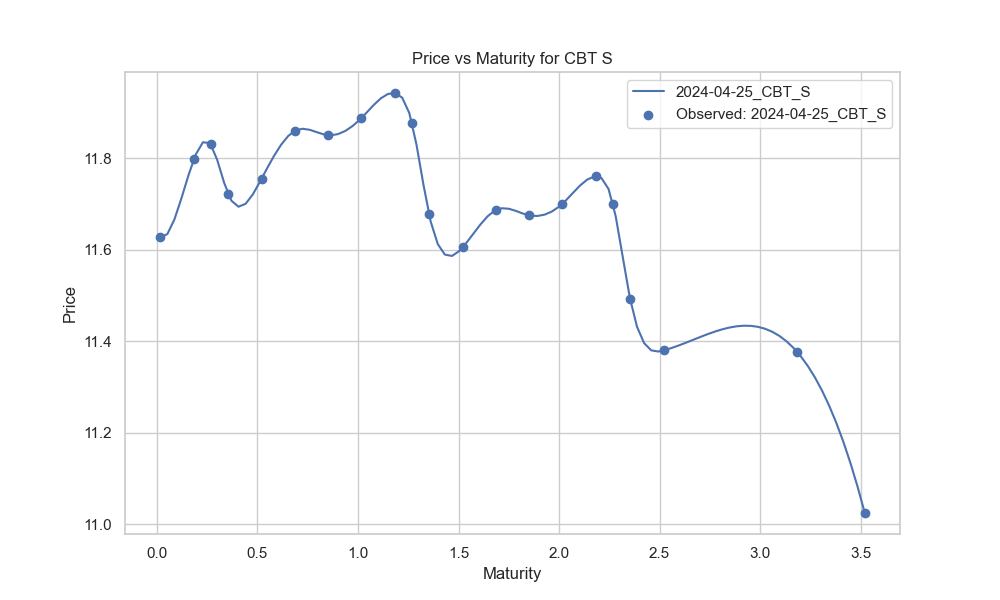 Price vs Maturity for CBT S
2024-04-25_CBT_S
Observed: 2024-04-25_CBT_S
Price
11.8
11.6
11.4
11.2
11.0
0.0 0.5 1.0 1.5 2.0 2.5 3.0 3.5
Maturity